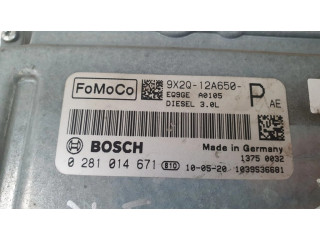 FoMoCo
9X2Q-12A650-
EQ9GE A0105
DIESEL 3.0L
P AE
BOSCH
Made in Germany
1375 0032
0 281 014 671 B10 10-05-20 1039S36681